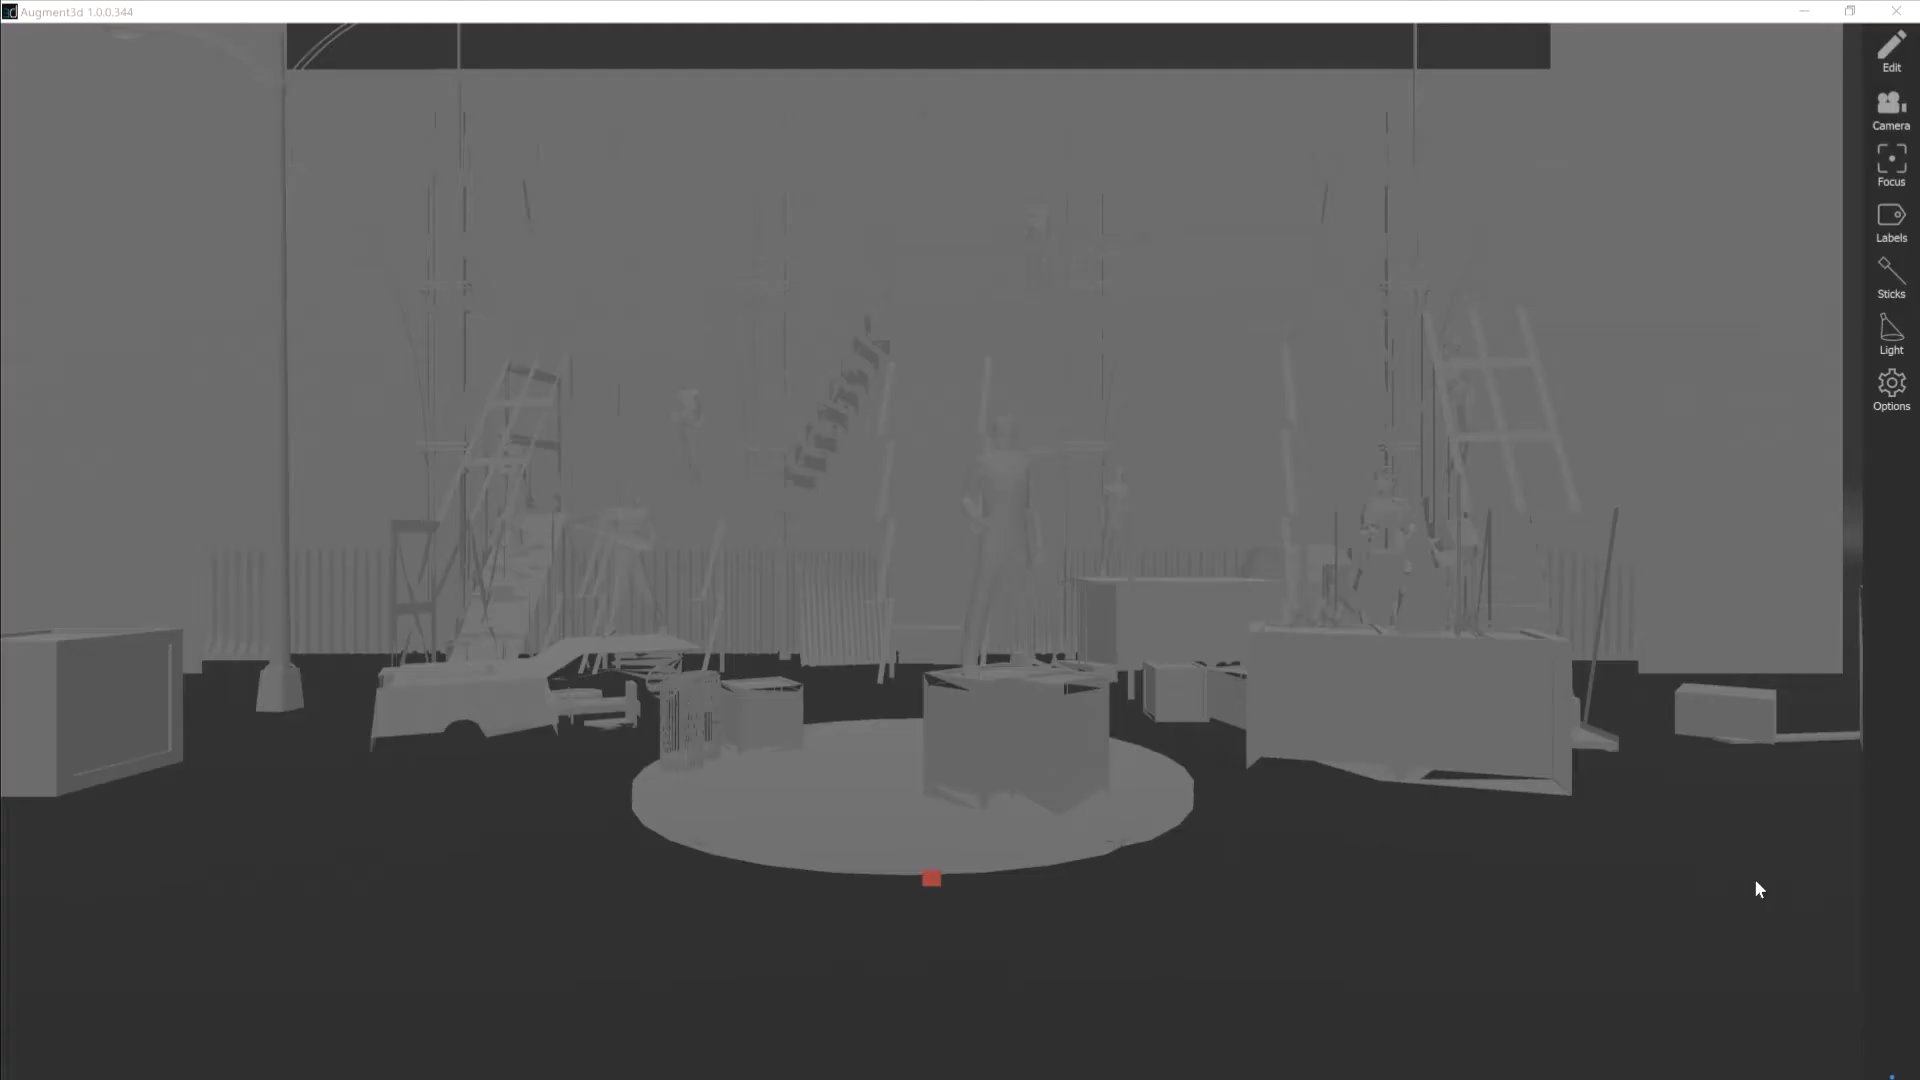 Augment3d 1.0.0.344
Edit
Camera
Focus
Labels
Sticks
Light
Options